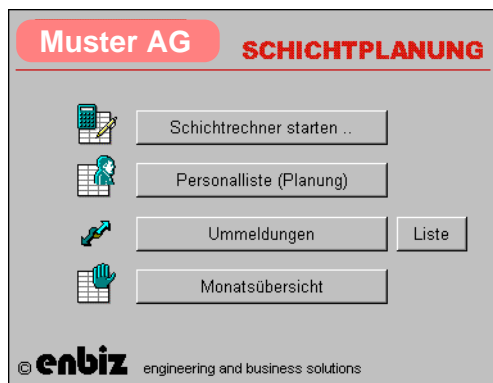 Muster AG
SCHICHTPLANUNG
Schichtrechner starten ..
Personalliste (Planung)
Ummeldungen
Liste
Monatsübersicht
© enbiz engineering and business solutions